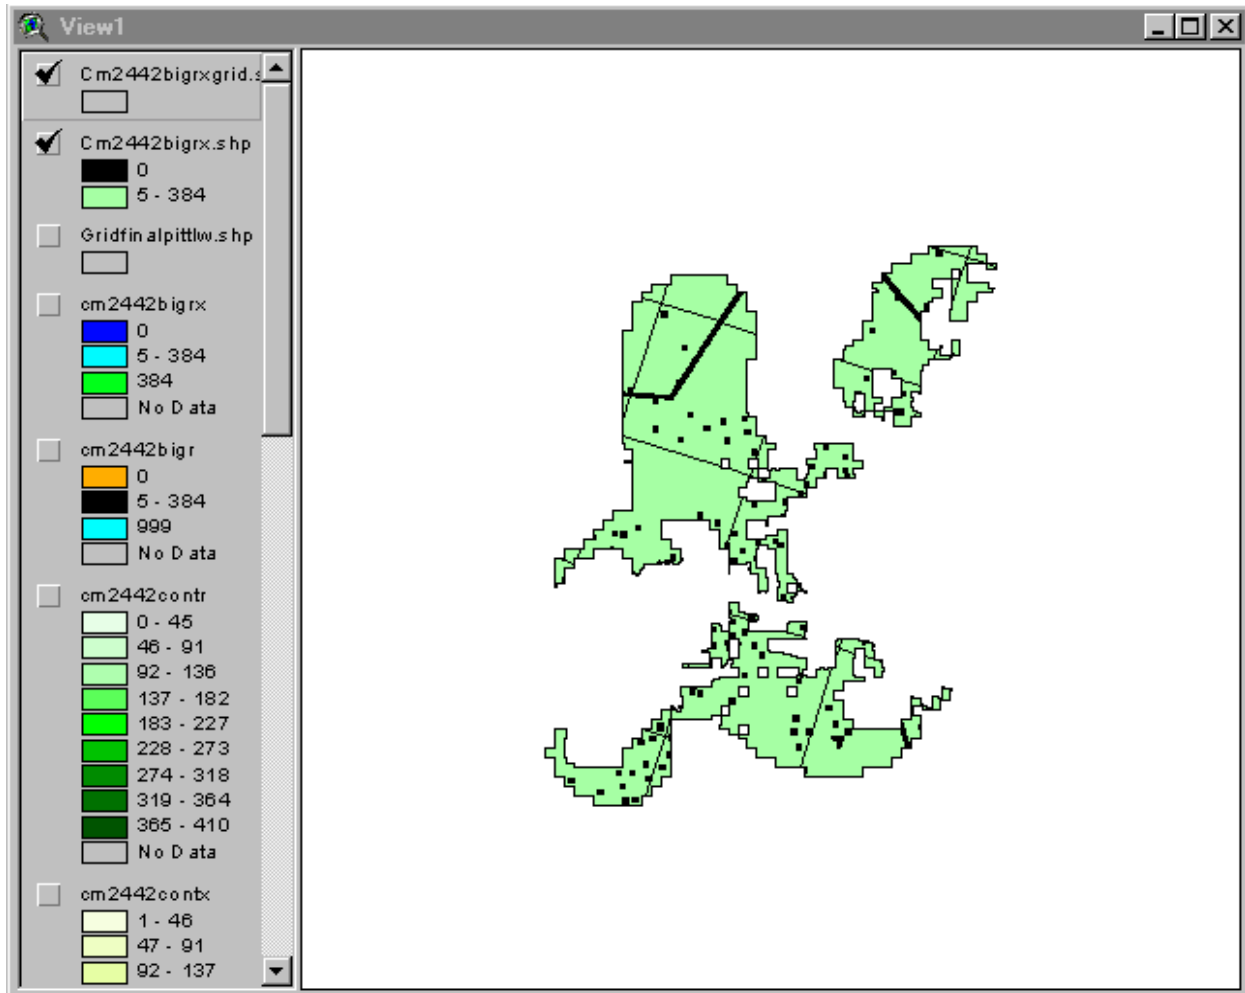 View1
Cm2442bigrxgrid.s
Cm2442bigrx.shp
0
5 - 384
Gridfinalpittlw.shp
cm2442bigrx
0
5 - 384
384
No Data
cm2442bigr
0
5 - 384
999
No Data
cm2442contr
0 - 45
46 - 91
92 - 136
137 - 182
183 - 227
228 - 273
274 - 318
319 - 364
365 - 410
No Data
cm2442contx
1 - 46
47 - 91
92 - 137